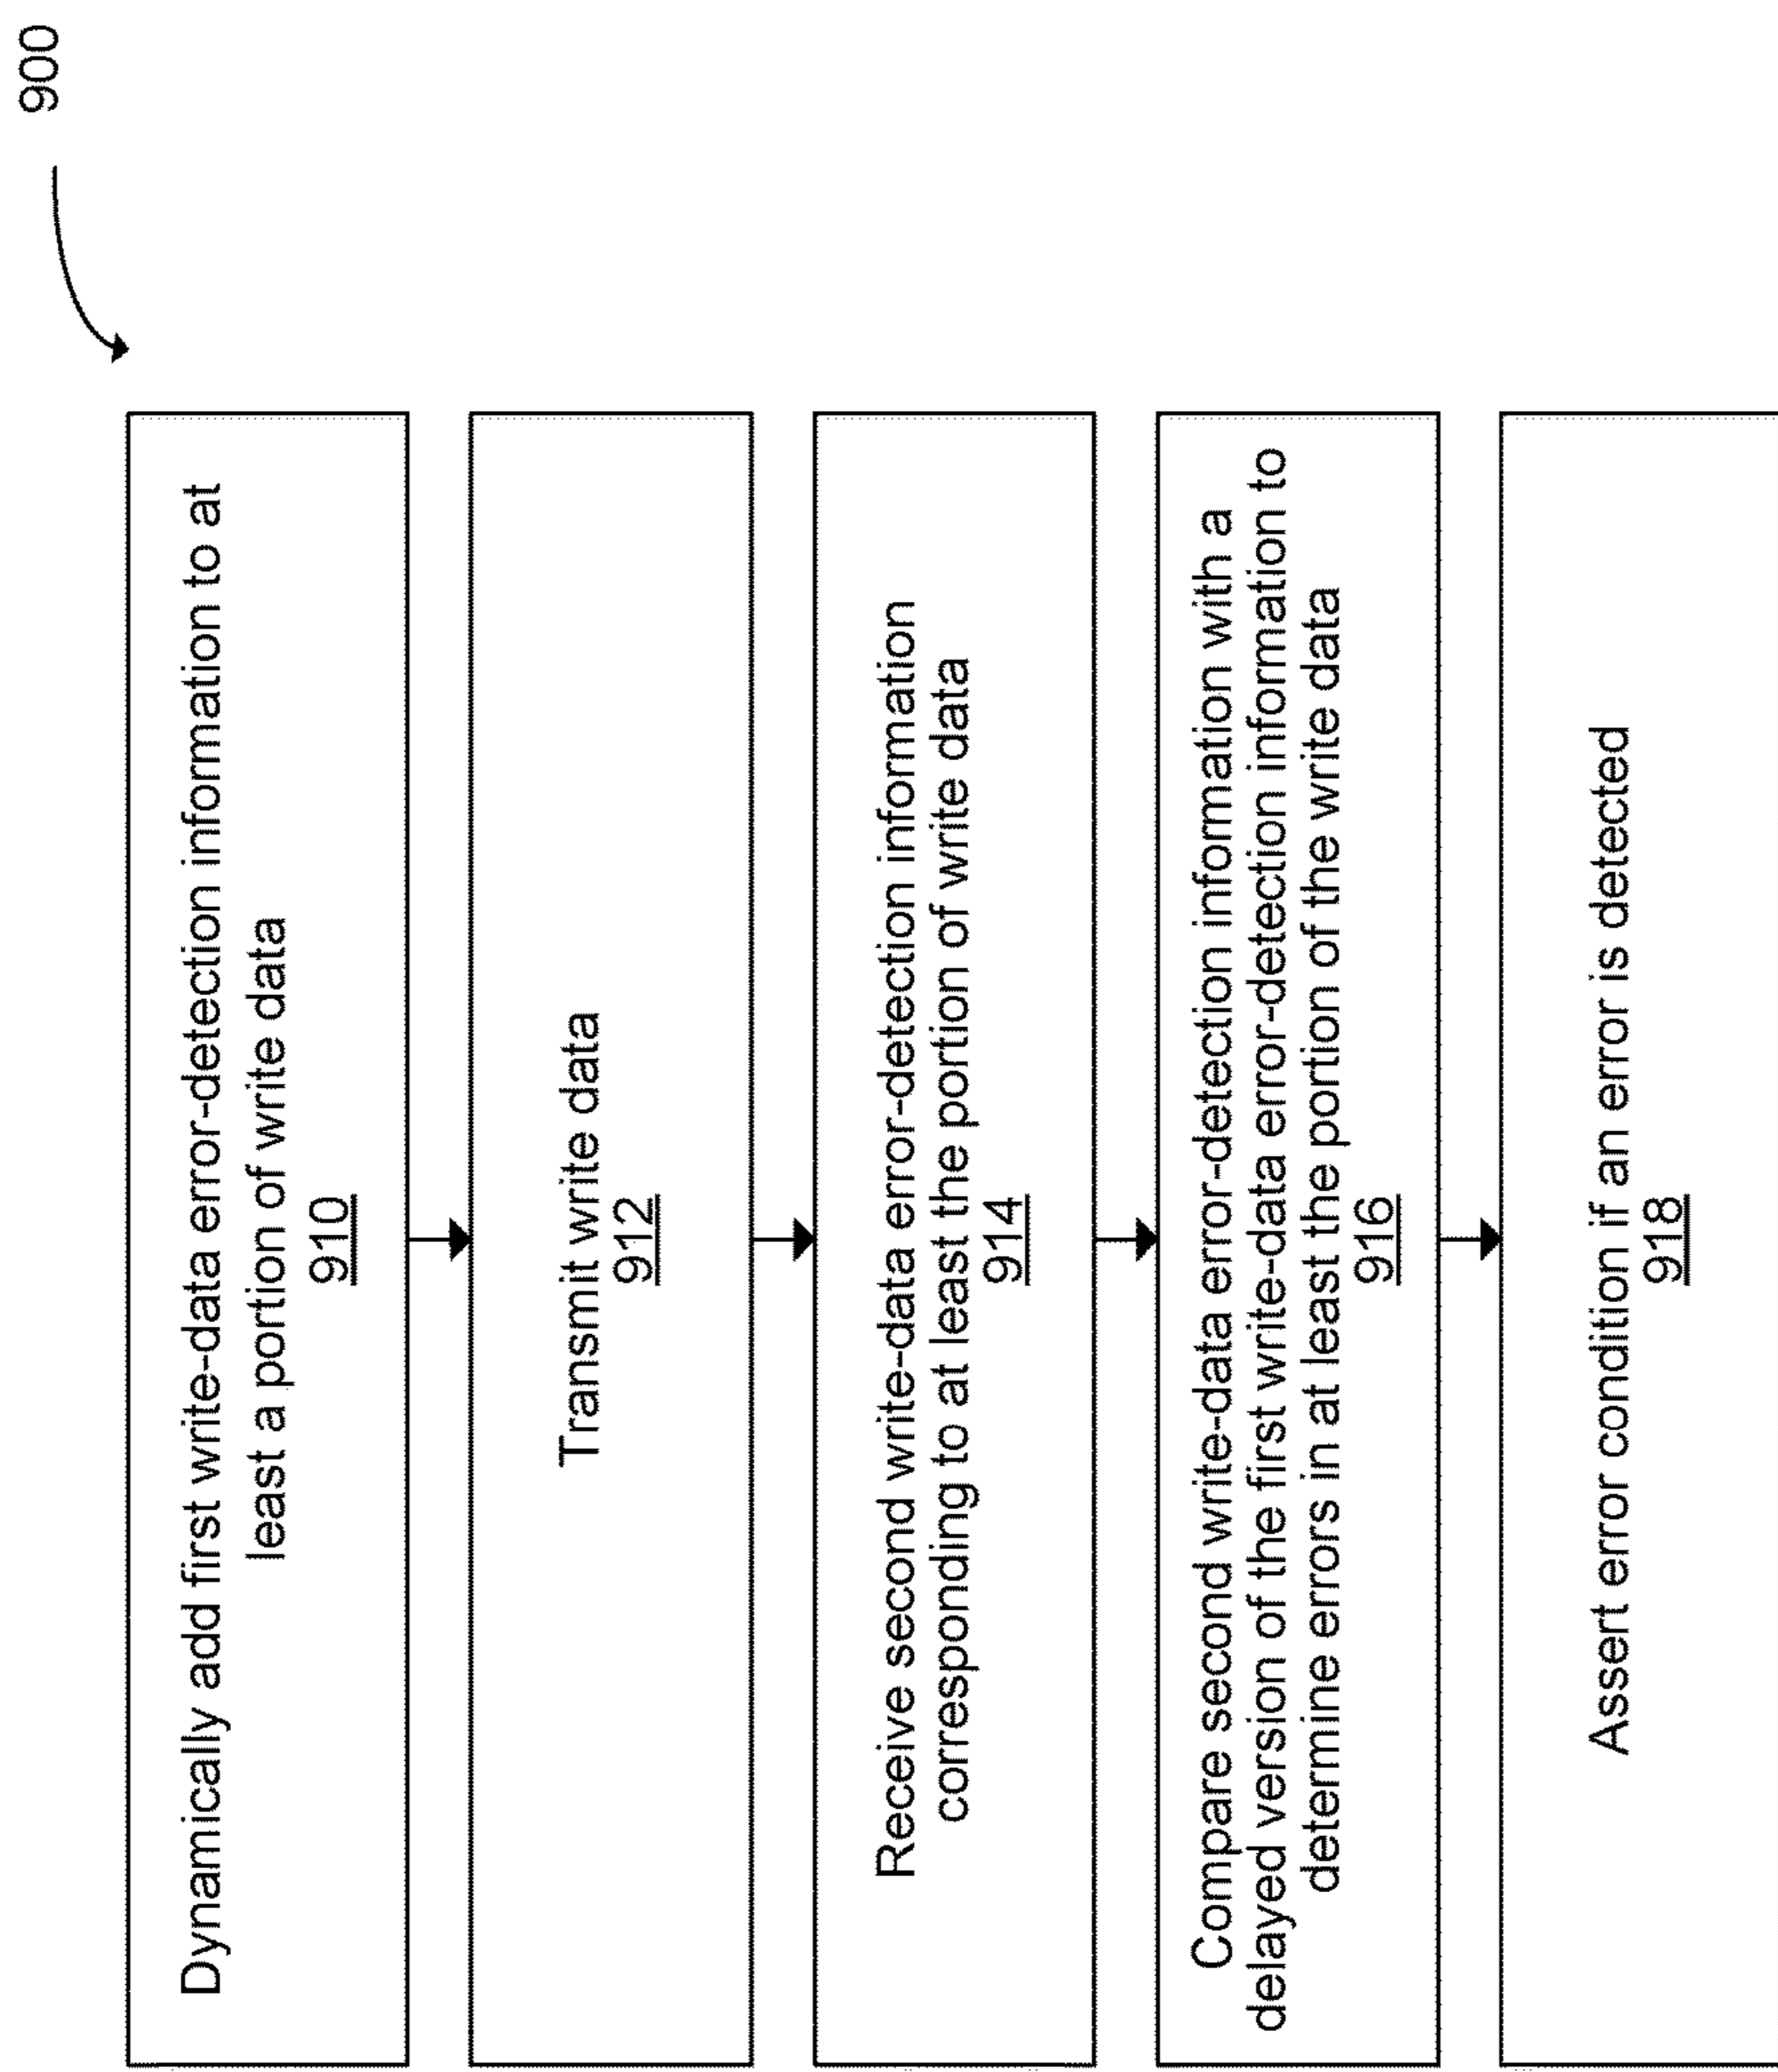 900
Dynamically add first write-data error-detection information to at
least a portion of write data
910
Transmit write data
912
Receive second write-data error-detection information
corresponding to at least the portion of write data
914
Compare second write-data error-detection information with a
delayed version of the first write-data error-detection information to
determine errors in at least the portion of the write data
916
Assert error condition if an error is detected
918